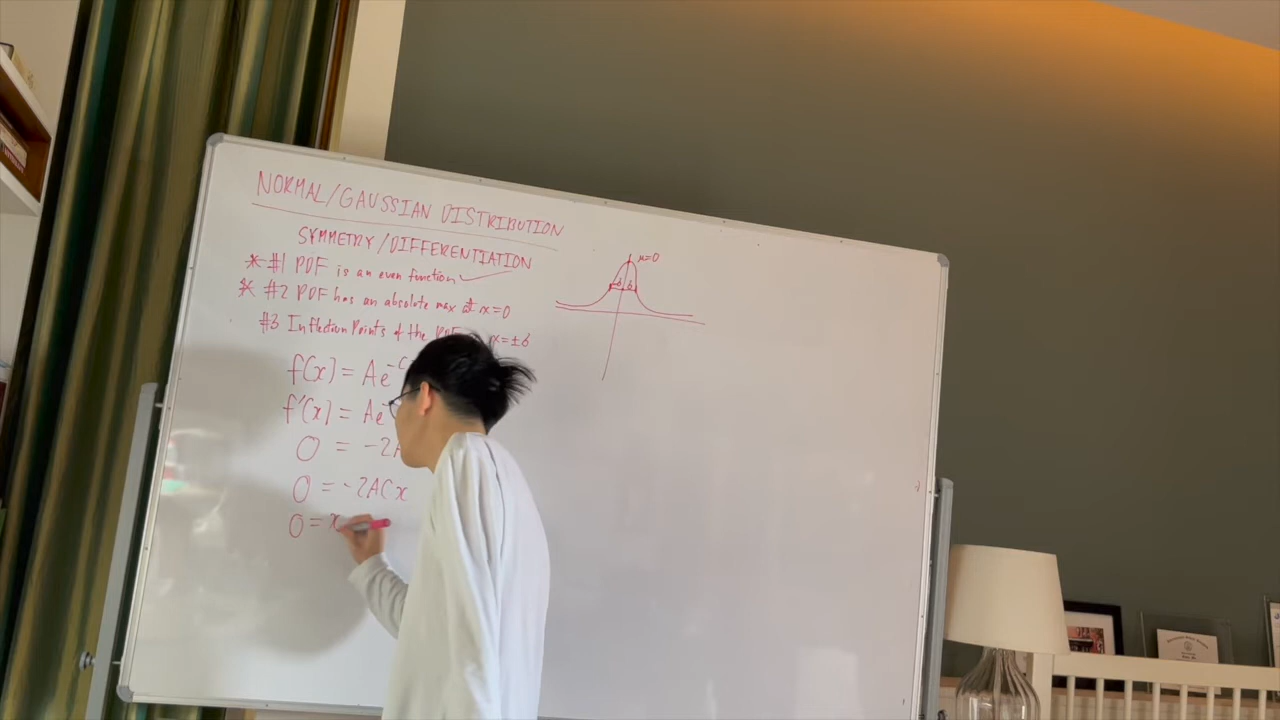 NORMAL/GAUSSIAN DISTRIBUTION
SYMMETRY/DIFFERENTIATION
* #1 PDF is an even function ✓
* #2 PDF has an absolute max at x=0
#3 Inflection Points of the x=±σ
f(x) = Ae^-C
f'(x) = Ae^-
0 = -2A
0 = -2ACx
0 = x
μ=0
σ σ